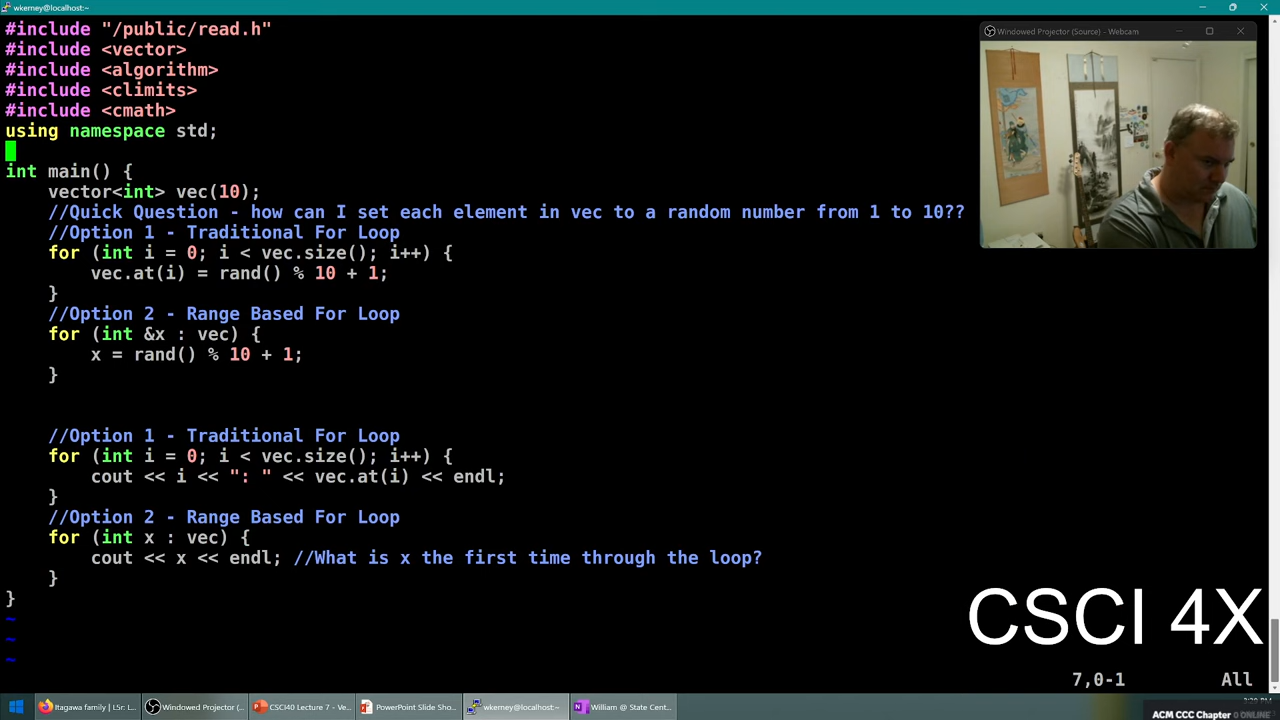 wkerney@localhost:~
#include "/public/read.h"
#include <vector>
#include <algorithm>
#include <climits>
#include <cmath>
using namespace std;
int main() {
vector<int> vec(10);
//Quick Question - how can I set each element in vec to a random number from 1 to 10??
//Option 1 - Traditional For Loop
for (int i = 0; i < vec.size(); i++) {
vec.at(i) = rand() % 10 + 1;
}
//Option 2 - Range Based For Loop
for (int &x : vec) {
x = rand() % 10 + 1;
}
//Option 1 - Traditional For Loop
for (int i = 0; i < vec.size(); i++) {
cout << i << ": " << vec.at(i) << endl;
}
//Option 2 - Range Based For Loop
for (int x : vec) {
cout << x << endl; //What is x the first time through the loop?
}
}
~
~
~
7,0-1 All
Windowed Projector (Source) - Webcam
CSCI 4X
Itagawa family | L5r: L...
Windowed Projector (...
CSCI40 Lecture 7 - Ve...
PowerPoint Slide Sho...
wkerney@localhost:~
William @ State Cent...
ACM CCC Chapter 0 ONLINE